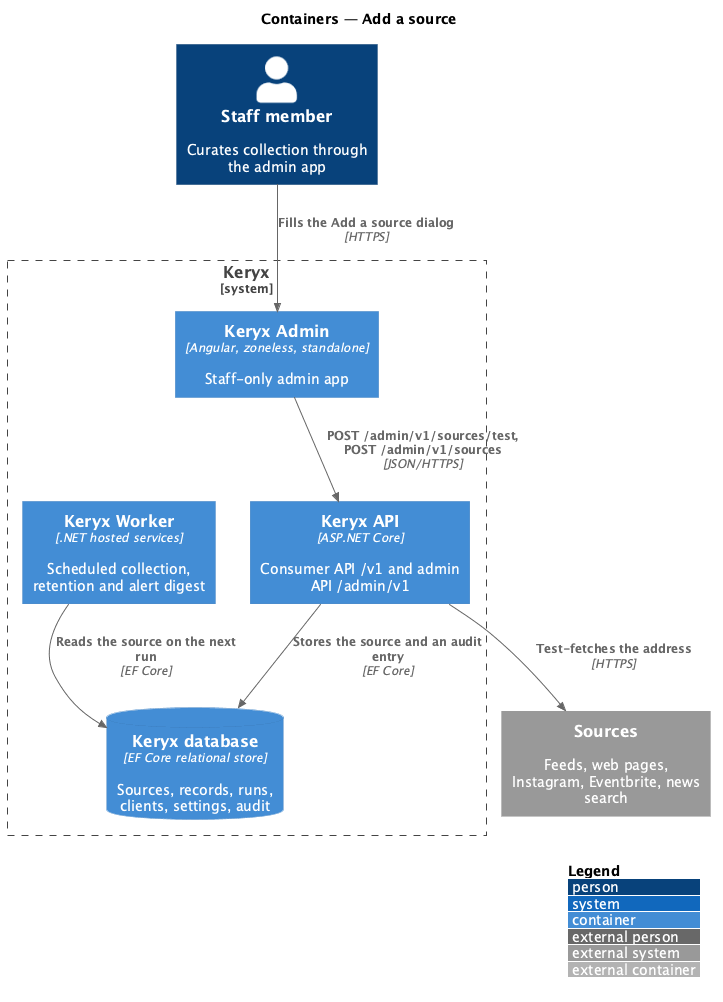 Containers — Add a source
Staff member
Curates collection through
the admin app
Fills the Add a source dialog
[HTTPS]
Keryx
[system]
Keryx Admin
[Angular, zoneless, standalone]
Staff-only admin app
POST /admin/v1/sources/test,
POST /admin/v1/sources
[JSON/HTTPS]
Keryx Worker
[.NET hosted services]
Scheduled collection,
retention and alert digest
Keryx API
[ASP.NET Core]
Consumer API /v1 and admin
API /admin/v1
Reads the source on the next
run
[EF Core]
Stores the source and an audit
entry
[EF Core]
Test-fetches the address
[HTTPS]
Keryx database
[EF Core relational store]
Sources, records, runs,
clients, settings, audit
Sources
Feeds, web pages,
Instagram, Eventbrite, news
search
Legend
person
system
container
external person
external system
external container